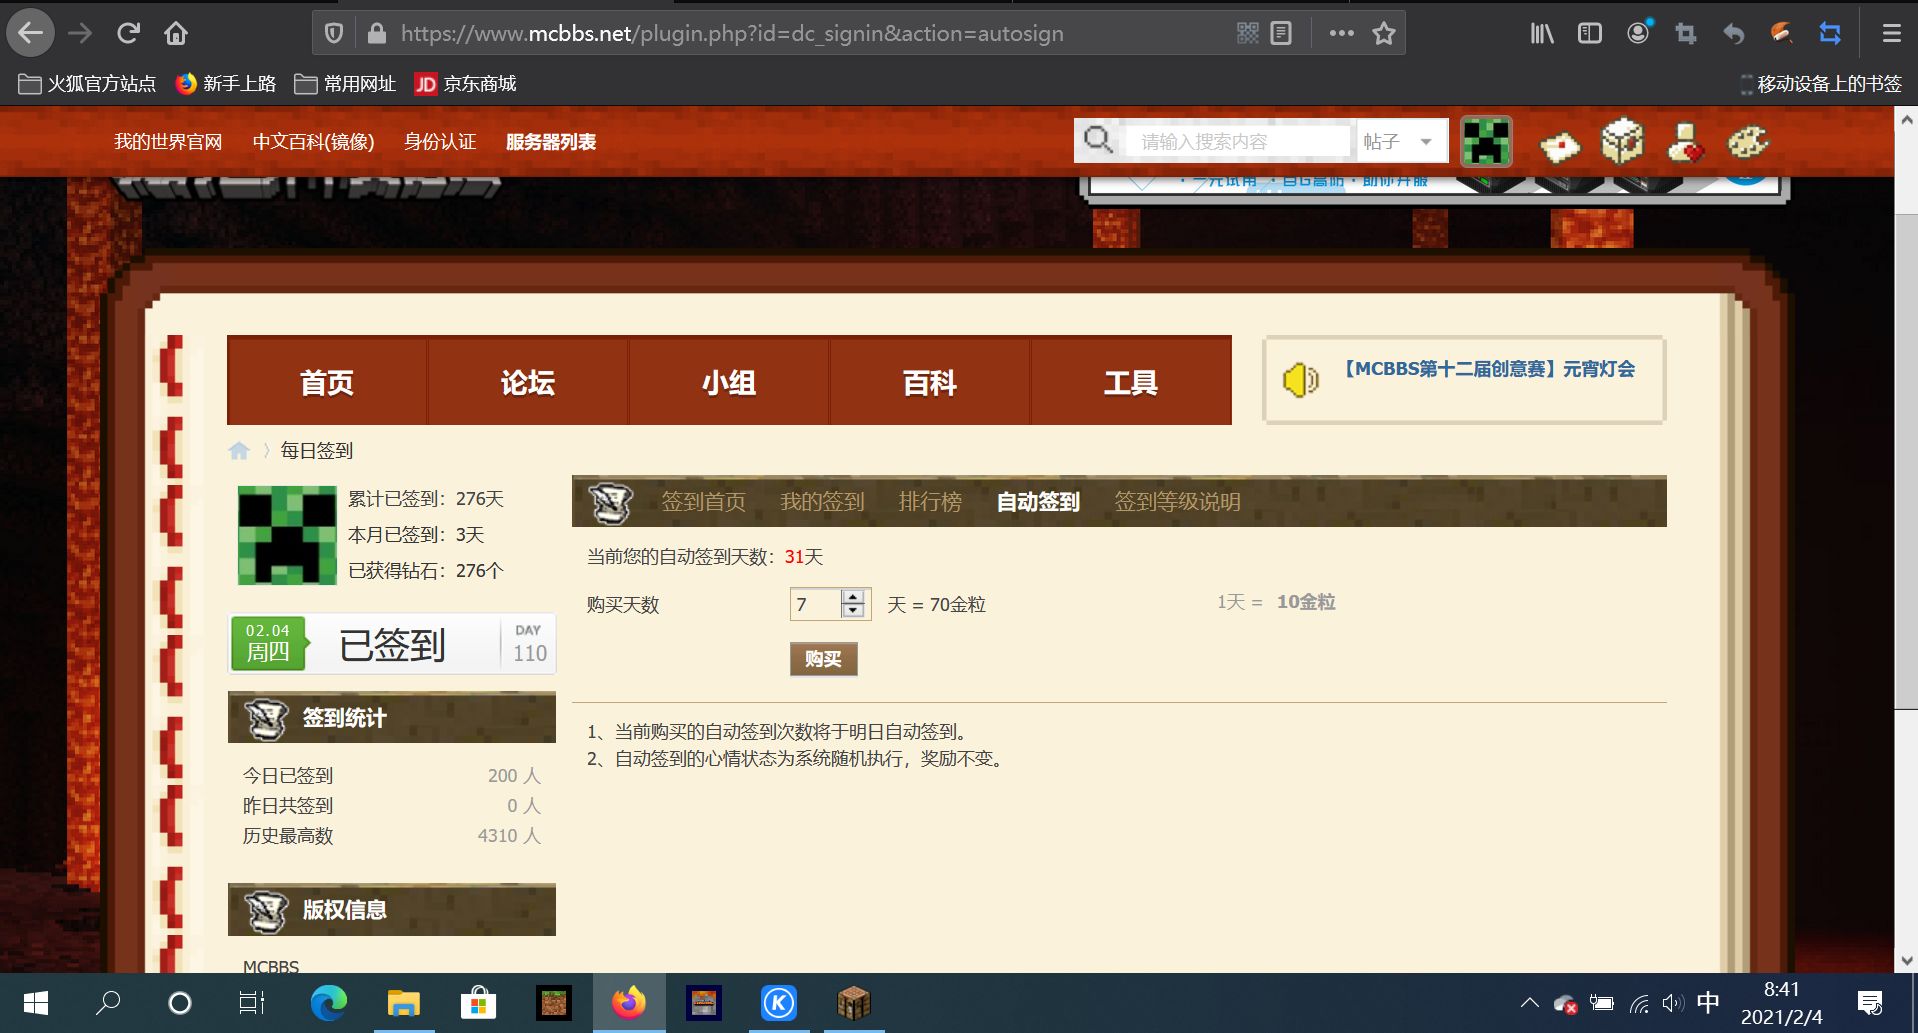 https://www.mcbbs.net/plugin.php?id=dc_signin&action=autosign
火狐官方站点 新手上路 常用网址 JD 京东商城 移动设备上的书签
我的世界官网 中文百科(镜像) 身份认证 服务器列表 请输入搜索内容 帖子
首页 论坛 小组 百科 工具
【MCBBS第十二届创意赛】元宵灯会
每日签到
累计已签到：276天
本月已签到：3天
已获得钻石：276个
02.04
周四
已签到
DAY
110
签到统计
今日已签到 200 人
昨日共签到 0 人
历史最高数 4310 人
版权信息
MCBBS
签到首页 我的签到 排行榜 自动签到 签到等级说明
当前您的自动签到天数：31天
购买天数 7 天 = 70金粒 1天 = 10金粒
购买
1、当前购买的自动签到次数将于明日自动签到。
2、自动签到的心情状态为系统随机执行，奖励不变。
K
中
8:41
2021/2/4